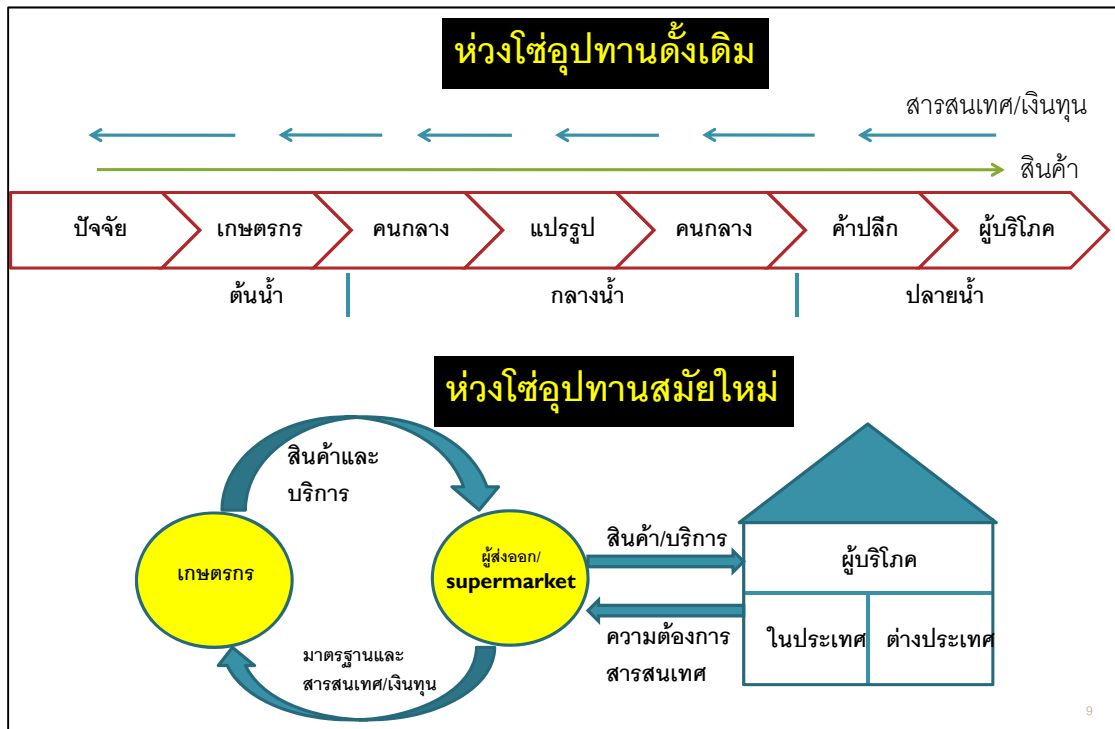 ห่วงโซ่อุปทานดั้งเดิม
สารสนเทศ/เงินทุน
สินค้า
ปัจจัย
เกษตรกร
คนกลาง
แปรรูป
คนกลาง
ค้าปลีก
ผู้บริโภค
ต้นน้ำ
กลางน้ำ
ปลายน้ำ
ห่วงโซ่อุปทานสมัยใหม่
สินค้าและ
บริการ
เกษตรกร
ผู้ส่งออก/
supermarket
มาตรฐานและ
สารสนเทศ/เงินทุน
สินค้า/บริการ
ความต้องการ
สารสนเทศ
ผู้บริโภค
ในประเทศ
ต่างประเทศ
9